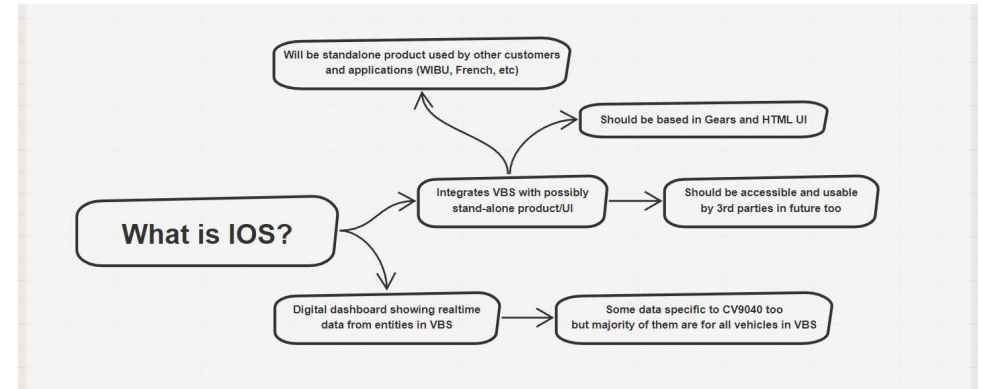 Will be standalone product used by other customers
and applications (WIBU, French, etc)
Should be based in Gears and HTML UI
Integrates VBS with possibly
stand-alone product/UI
Should be accessible and usable
by 3rd parties in future too
What is IOS?
Digital dashboard showing realtime
data from entities in VBS
Some data specific to CV9040 too
but majority of them are for all vehicles in VBS